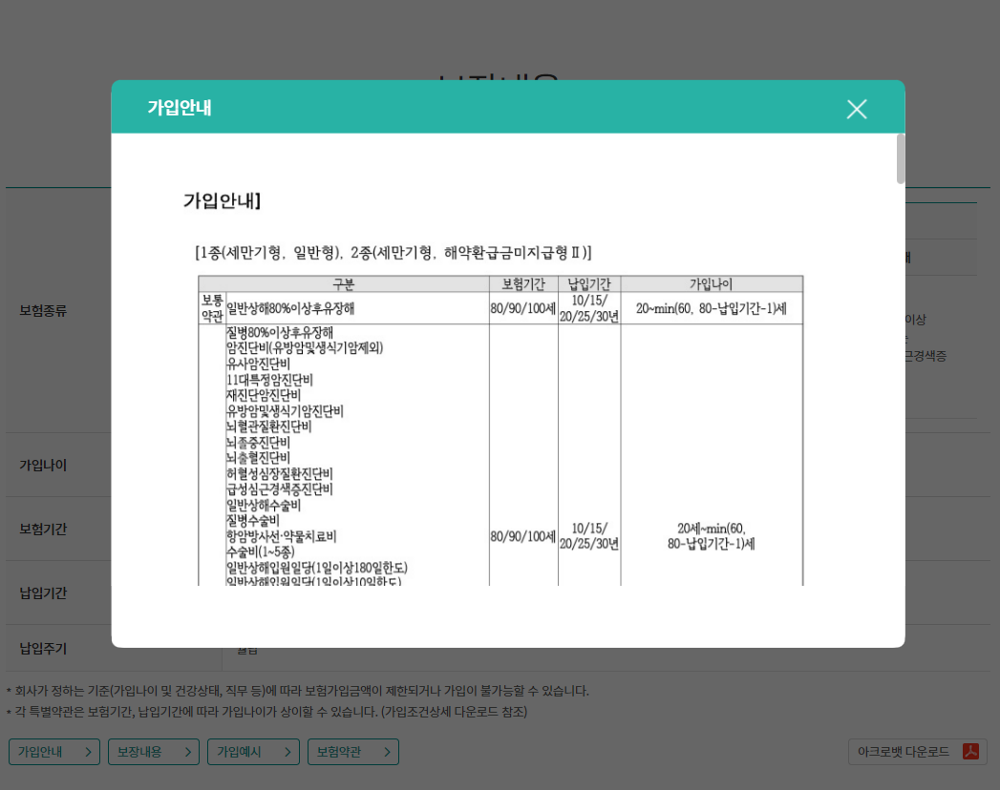 가입안내
가입안내]
[1종(세만기형, 일반형), 2종(세만기형, 해약환급금미지급형Ⅱ)]
구분 보험기간 납입기간 가입나이
보통약관 일반상해80%이상후유장해 80/90/100세 10/15/20/25/30년 20~min(60, 80-납입기간-1)세
질병80%이상후유장해
암진단비(유방암및생식기암제외)
유사암진단비
11대특정암진단비
재진단암진단비
유방암및생식기암진단비
뇌혈관질환진단비
뇌졸중진단비
뇌출혈진단비
허혈성심장질환진단비
급성심근경색증진단비
일반상해수술비
질병수술비
항암방사선·약물치료비 80/90/100세 10/15/20/25/30년 20세~min(60, 80-납입기간-1)세
수술비(1~5종)
일반상해입원일당(1일이상180일한도)
일반상해입원일당(1일이상10일한도)
보험종류
이상
근경색증
가입나이
보험기간
납입기간
납입주기
월납
* 회사가 정하는 기준(가입나이 및 건강상태, 직무 등)에 따라 보험가입금액이 제한되거나 가입이 불가능할 수 있습니다.
* 각 특별약관은 보험기간, 납입기간에 따라 가입나이가 상이할 수 있습니다. (가입조건상세 다운로드 참조)
가입안내 보장내용 가입예시 보험약관 아크로뱃 다운로드